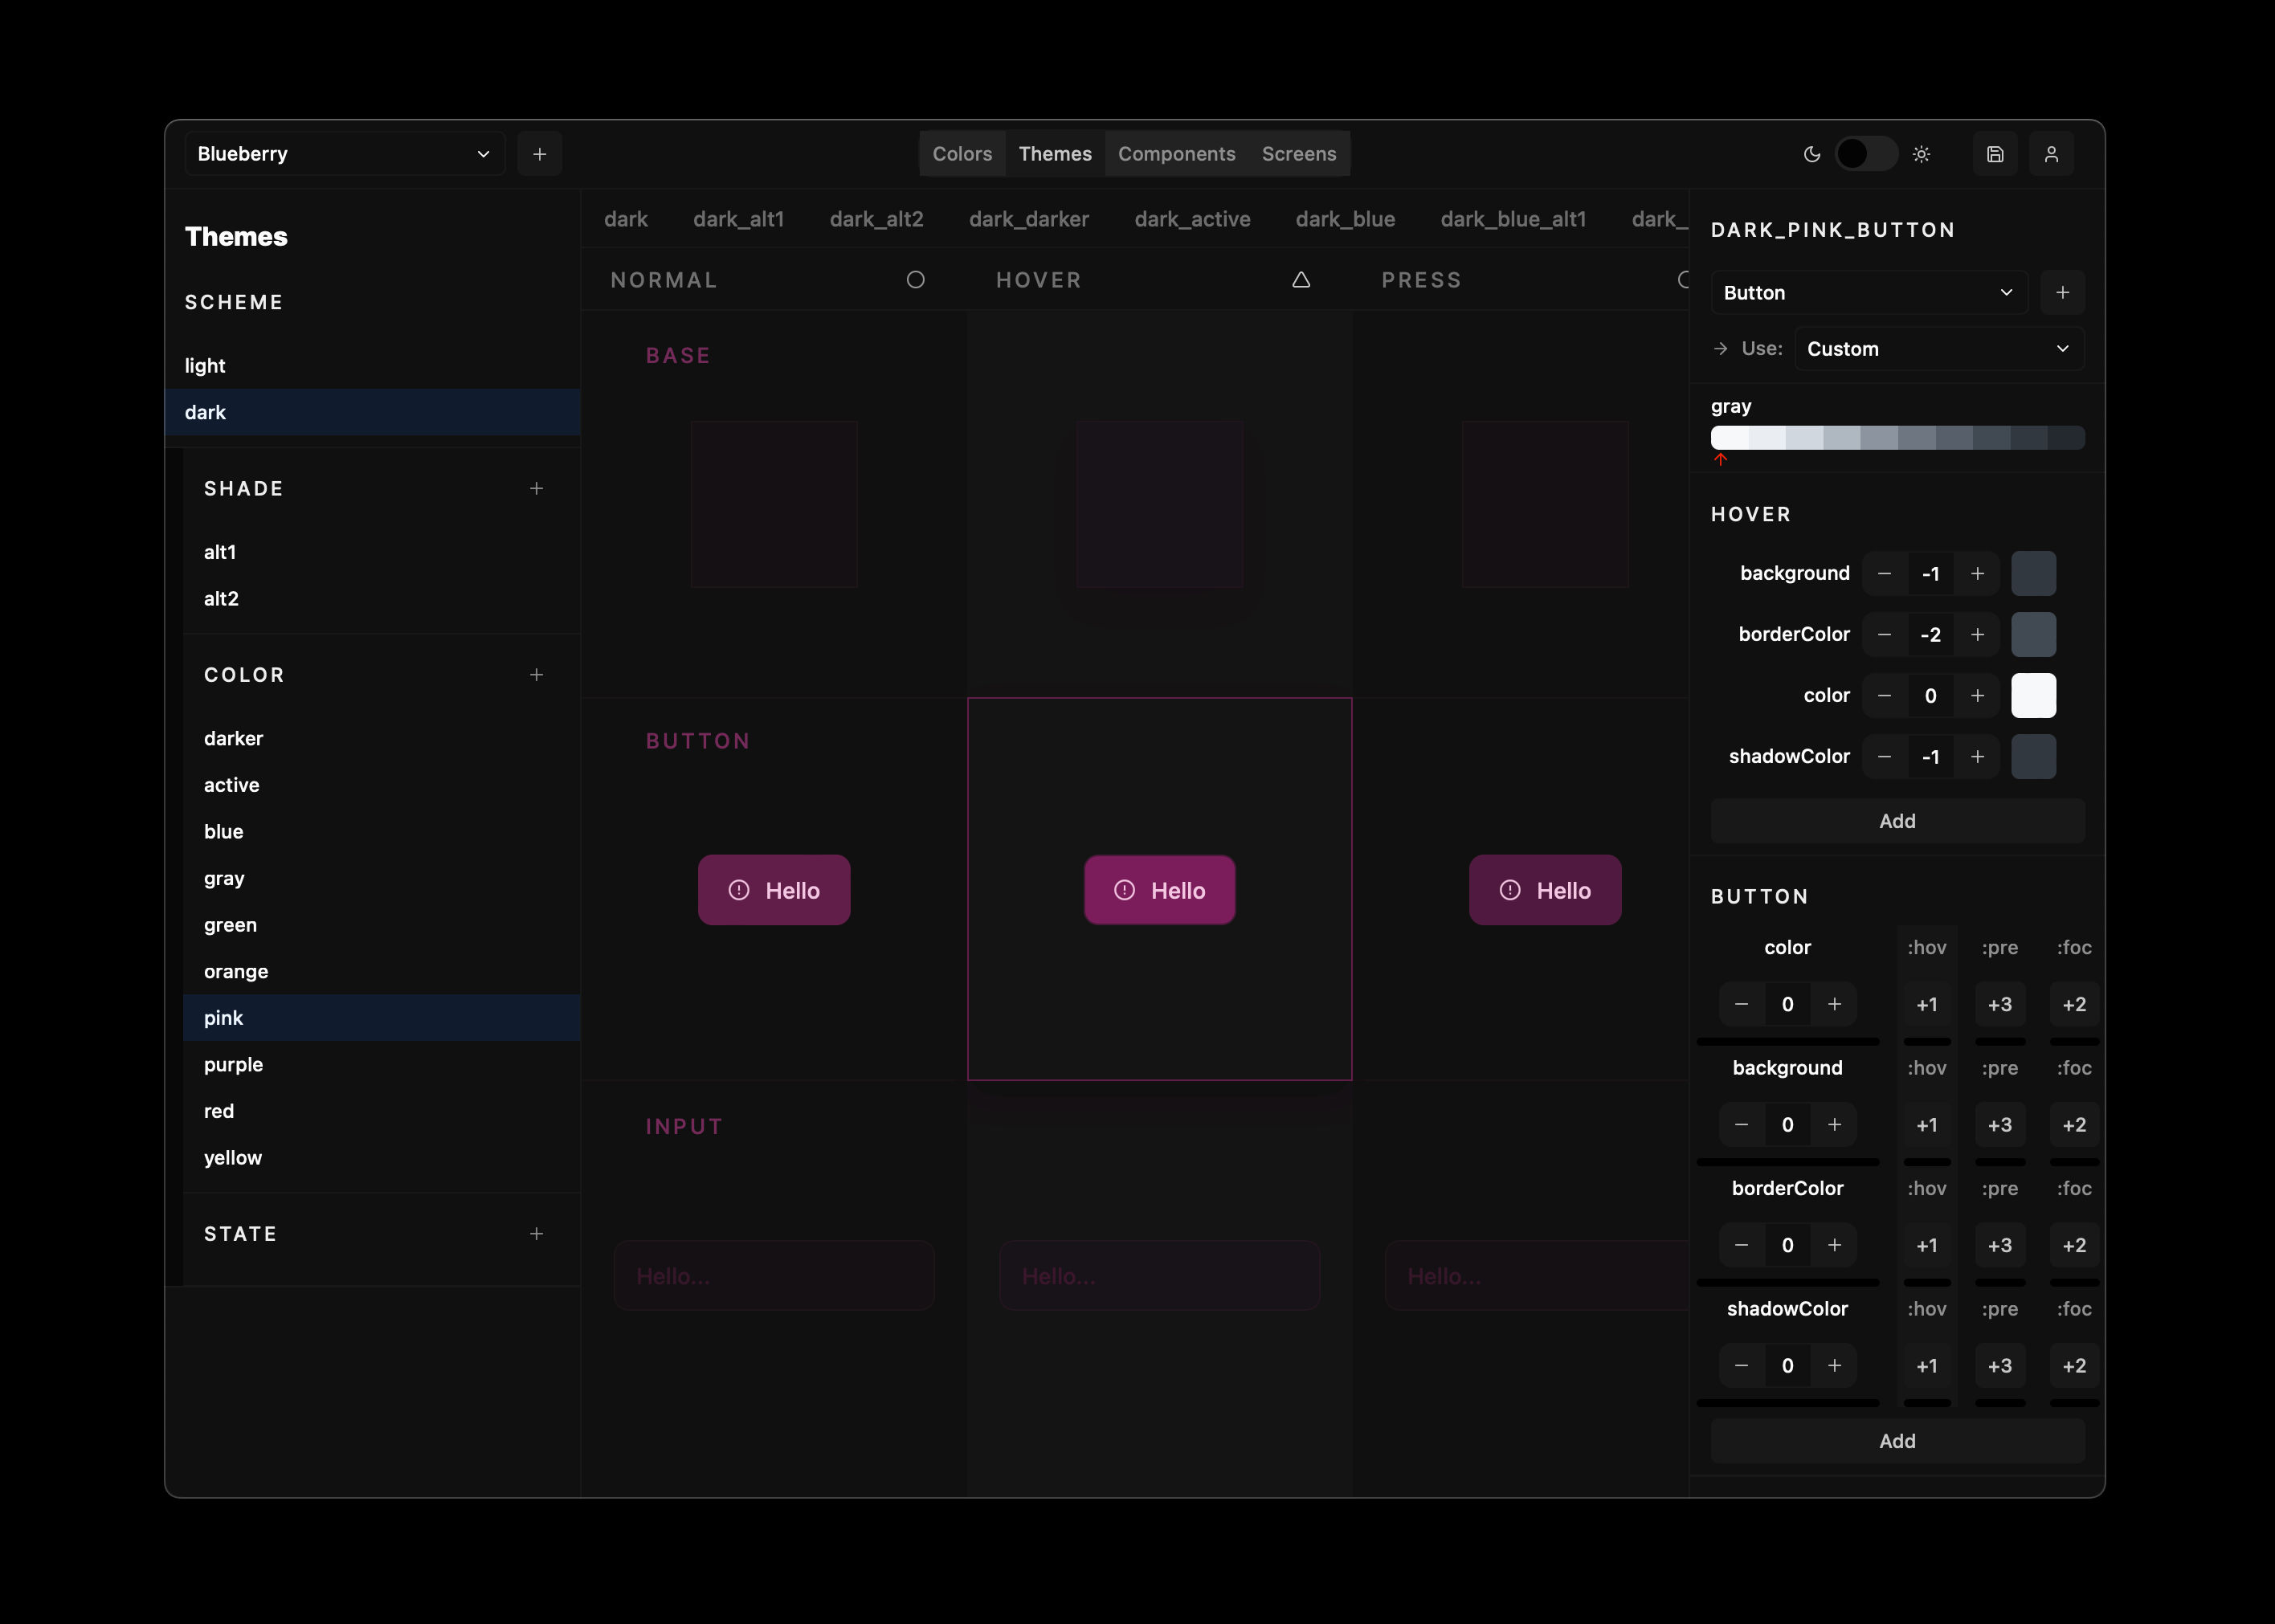 Blueberry
Colors Themes Components Screens
Themes
SCHEME
light
dark
SHADE
alt1
alt2
COLOR
darker
active
blue
gray
green
orange
pink
purple
red
yellow
STATE
dark dark_alt1 dark_alt2 dark_darker dark_active dark_blue dark_blue_alt1 dark_
NORMAL HOVER PRESS
BASE
BUTTON
Hello Hello Hello
INPUT
Hello... Hello... Hello...
DARK_PINK_BUTTON
Button
Use: Custom
gray
HOVER
background -1
borderColor -2
color 0
shadowColor -1
Add
BUTTON
color :hov :pre :foc
0 +1 +3 +2
background :hov :pre :foc
0 +1 +3 +2
borderColor :hov :pre :foc
0 +1 +3 +2
shadowColor :hov :pre :foc
0 +1 +3 +2
Add